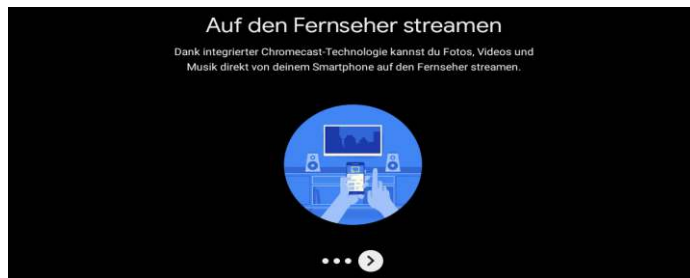 Auf den Fernseher streamen
Dank integrierter Chromecast-Technologie kannst du Fotos, Videos und
Musik direkt von deinem Smartphone auf den Fernseher streamen.